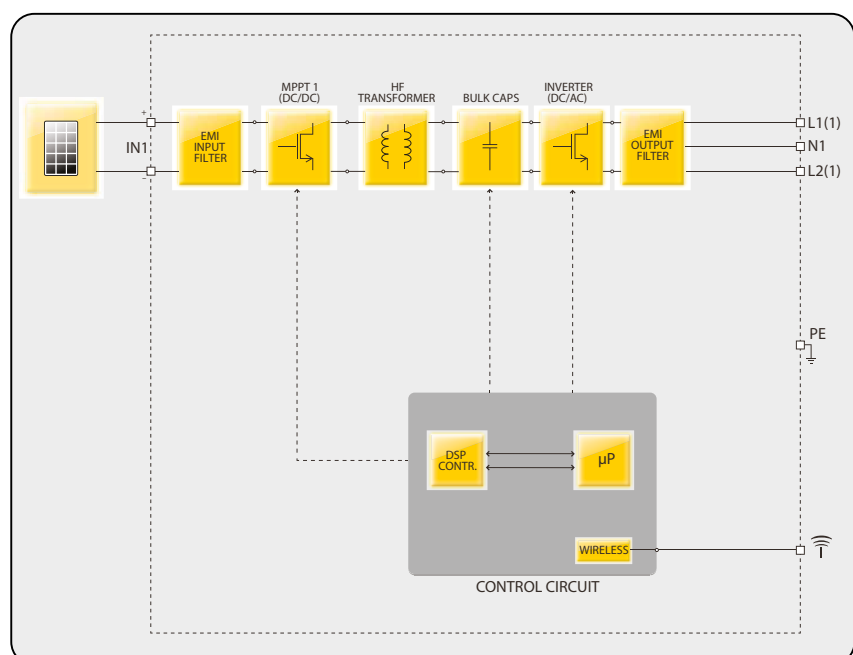 MPPT 1
(DC/DC)
HF
TRANSFORMER
BULK CAPS
INVERTER
(DC/AC)
+
IN1
–
EMI
INPUT
FILTER
EMI
OUTPUT
FILTER
L1(1)
N1
L2(1)
PE
DSP
CONTR.
µP
WIRELESS
CONTROL CIRCUIT